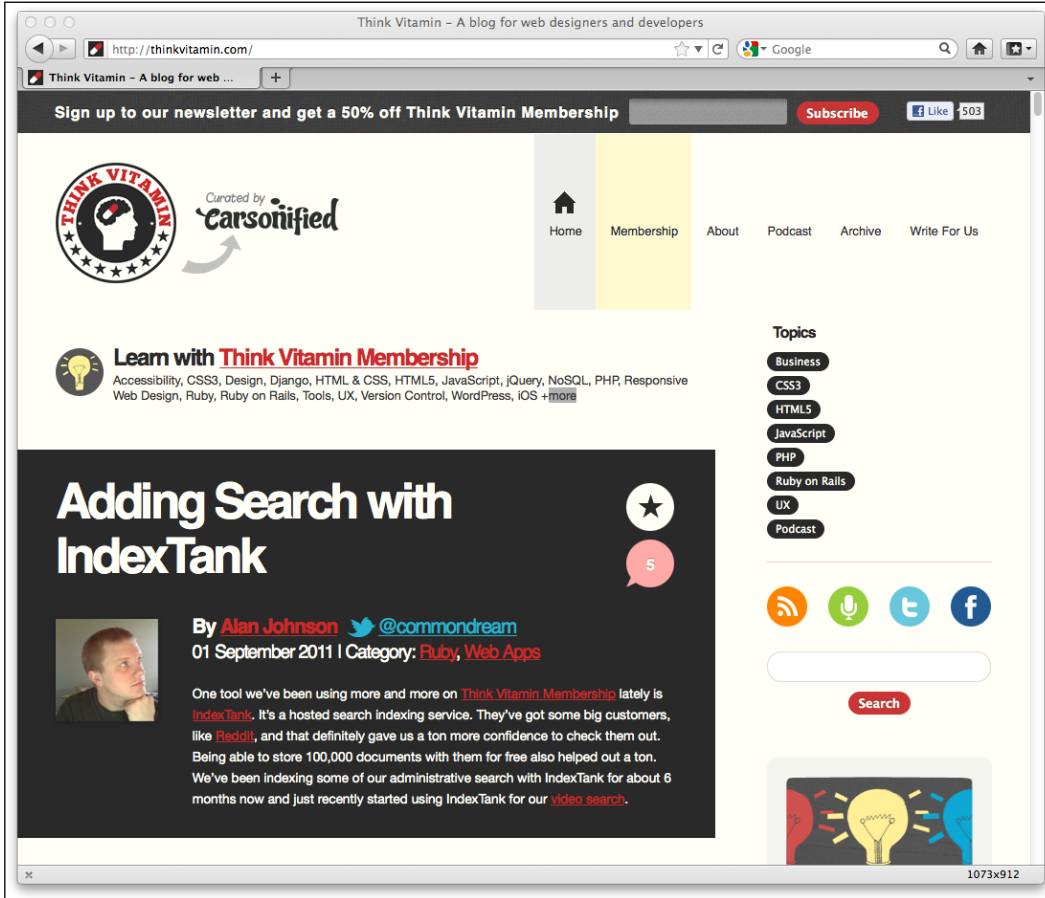 Think Vitamin – A blog for web designers and developers
http://thinkvitamin.com/
Google
Think Vitamin – A blog for web ...
Sign up to our newsletter and get a 50% off Think Vitamin Membership
Subscribe
Like
503
THINK VITAMIN
Curated by
Carsonified
Home
Membership
About
Podcast
Archive
Write For Us
Learn with Think Vitamin Membership
Accessibility, CSS3, Design, Django, HTML & CSS, HTML5, JavaScript, jQuery, NoSQL, PHP, Responsive
Web Design, Ruby, Ruby on Rails, Tools, UX, Version Control, WordPress, iOS +more
Topics
Business
CSS3
HTML5
JavaScript
PHP
Ruby on Rails
UX
Podcast
Adding Search with
IndexTank
5
By Alan Johnson @commondream
01 September 2011 | Category: Ruby, Web Apps
One tool we've been using more and more on Think Vitamin Membership lately is
IndexTank. It's a hosted search indexing service. They've got some big customers,
like Reddit, and that definitely gave us a ton more confidence to check them out.
Being able to store 100,000 documents with them for free also helped out a ton.
We've been indexing some of our administrative search with IndexTank for about 6
months now and just recently started using IndexTank for our video search.
Search
1073x912